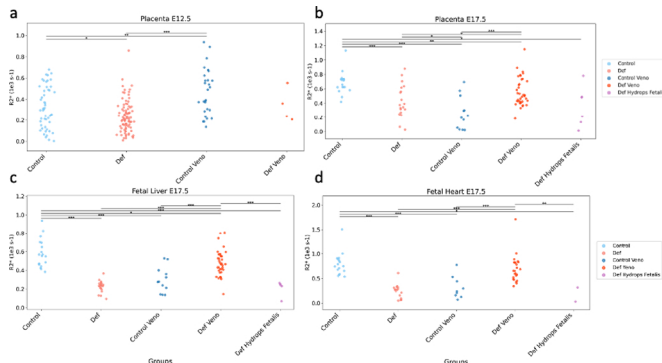 a
Placenta E12.5
**
***
*
R2* (1e3 s-1)
1.0
0.8
0.6
0.4
0.2
0.0
Control
Def
Control Veno
Def Veno
b
Placenta E17.5
R2* (1e3 s-1)
1.4
1.2
1.0
0.8
0.6
0.4
0.2
0.0
Control
Def
Control Veno
Def Veno
Def Hydrops Fetalis
Control
Def
Control Veno
Def Veno
Def Hydrops Fetalis
c
Fetal Liver E17.5
R2* (1e3 s-1)
1.2
1.0
0.8
0.6
0.4
0.2
0.0
Control
Def
Control Veno
Def Veno
Def Hydrops Fetalis
Groups
d
Fetal Heart E17.5
R2* (1e3 s-1)
2.0
1.5
1.0
0.5
0.0
Control
Def
Control Veno
Def Veno
Def Hydrops Fetalis
Groups
Control
Def
Control Veno
Def Veno
Def Hydrops Fetalis